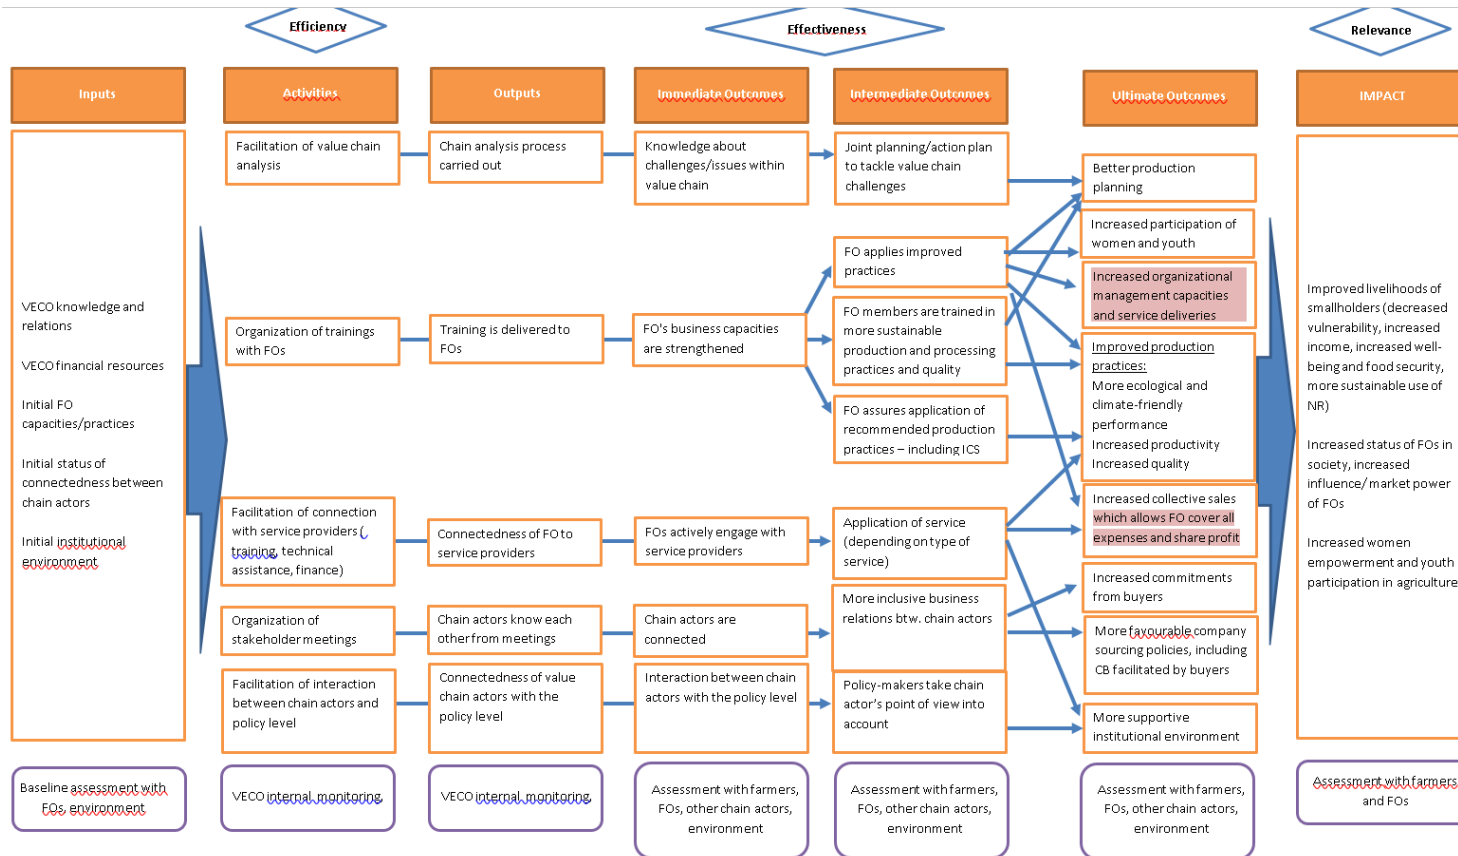 Efficiency
Effectiveness
Relevance
Inputs
Activities
Outputs
Immediate Outcomes
Intermediate Outcomes
Ultimate Outcomes
IMPACT
VECO knowledge and
relations
VECO financial resources
Initial FO
capacities/practices
Initial status of
connectedness between
chain actors
Initial institutional
environment
Facilitation of value chain
analysis
Chain analysis process
carried out
Knowledge about
challenges/issues within
value chain
Joint planning/action plan
to tackle value chain
challenges
Organization of trainings
with FOs
Training is delivered to
FOs
FO's business capacities
are strengthened
FO applies improved
practices
FO members are trained in
more sustainable
production and processing
practices and quality
FO assures application of
recommended production
practices – including ICS
Facilitation of connection
with service providers (
training, technical
assistance, finance)
Connectedness of FO to
service providers
FOs actively engage with
service providers
Application of service
(depending on type of
service)
Organization of
stakeholder meetings
Chain actors know each
other from meetings
Chain actors are
connected
More inclusive business
relations btw. chain actors
Facilitation of interaction
between chain actors and
policy level
Connectedness of value
chain actors with the
policy level
Interaction between chain
actors with the policy level
Policy-makers take chain
actor's point of view into
account
Better production
planning
Increased participation of
women and youth
Increased organizational
management capacities
and service deliveries
Improved production
practices:
More ecological and
climate-friendly
performance
Increased productivity
Increased quality
Increased collective sales
which allows FO cover all
expenses and share profit
Increased commitments
from buyers
More favourable company
sourcing policies, including
CB facilitated by buyers
More supportive
institutional environment
Improved livelihoods of
smallholders (decreased
vulnerability, increased
income, increased well-
being and food security,
more sustainable use of
NR)
Increased status of FOs in
society, increased
influence/ market power
of FOs
Increased women
empowerment and youth
participation in agriculture
Baseline assessment with
FOs, environment
VECO internal monitoring,
VECO internal monitoring,
Assessment with farmers,
FOs, other chain actors,
environment
Assessment with farmers,
FOs, other chain actors,
environment
Assessment with farmers,
FOs, other chain actors,
environment
Assessment with farmers,
and FOs